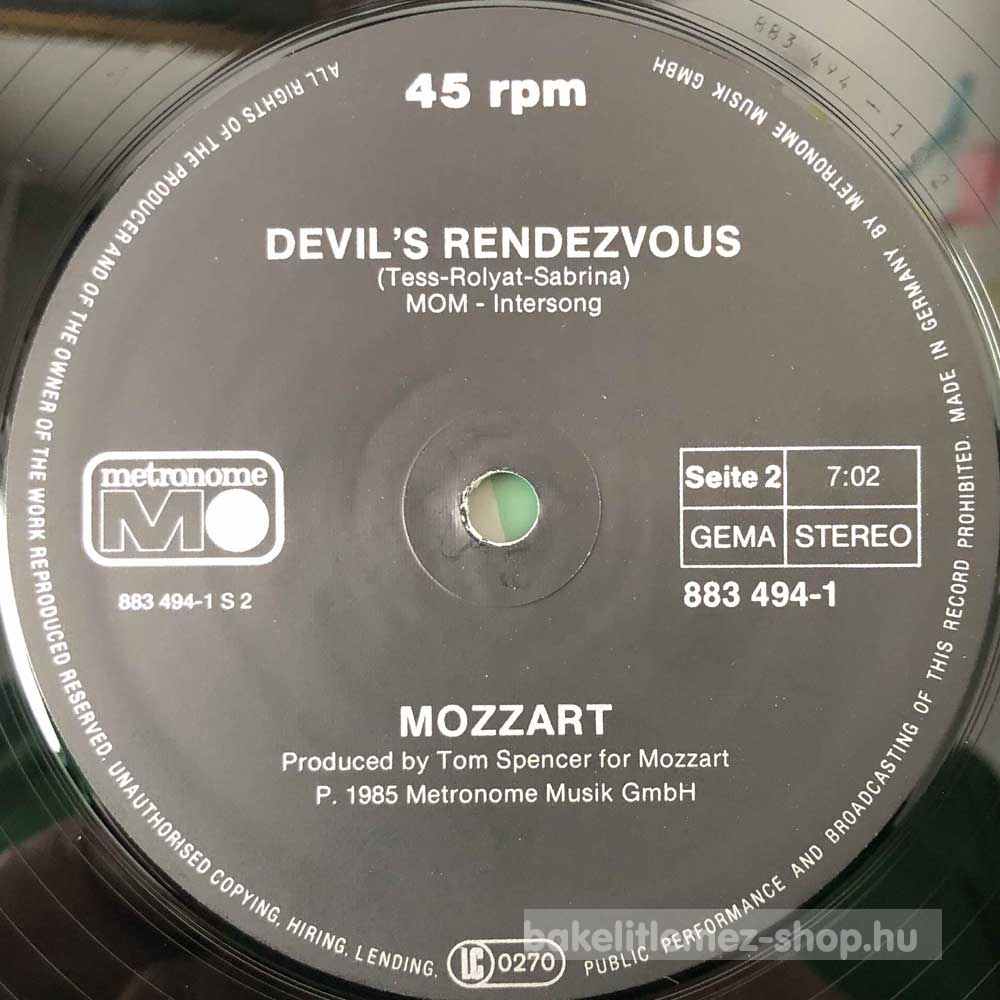 45 rpm
DEVIL'S RENDEZVOUS
(Tess-Rolyat-Sabrina)
MOM - Intersong
metronome
MO
883 494-1 S 2
Seite 2 7:02
GEMA STEREO
883 494-1
MOZZART
Produced by Tom Spencer for Mozzart
P. 1985 Metronome Musik GmbH
ALL RIGHTS OF THE PRODUCER AND OF THE OWNER OF THE WORK REPRODUCED RESERVED. UNAUTHORISED COPYING, HIRING, LENDING, PUBLIC PERFORMANCE AND BROADCASTING OF THIS RECORD PROHIBITED. MADE IN GERMANY BY METRONOME MUSIK GMBH
LC 0270
883 494 - 1
bakelitlemez-shop.hu